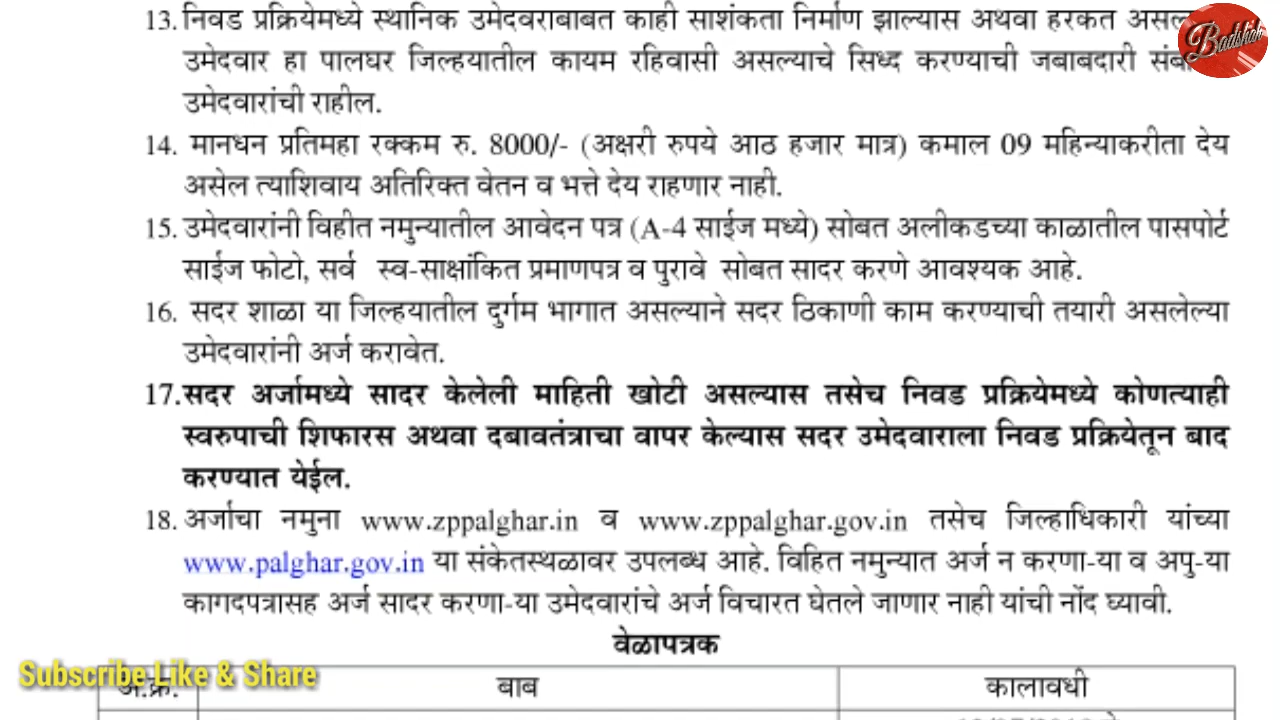 13. निवड प्रक्रियेमध्ये स्थानिक उमेदवराबाबत काही साशंकता निर्माण झाल्यास अथवा हरकत
उमेदवार हा पालघर जिल्हयातील कायम रहिवासी असल्याचे सिध्द करण्याची जबाबदारी
उमेदवारांची राहील.
14. मानधन प्रतिमहा रक्कम रु. 8000/- (अक्षरी रुपये आठ हजार मात्र) कमाल 09 महिन्याकरीता देय
असेल त्याशिवाय अतिरिक्त वेतन व भत्ते देय राहणार नाही.
15. उमेदवारांनी विहीत नमुन्यातील आवेदन पत्र (A-4 साईज मध्ये) सोबत अलीकडच्या काळातील पासपोर्ट
साईज फोटो, सर्व स्व-साक्षांकित प्रमाणपत्र व पुरावे सोबत सादर करणे आवश्यक आहे.
16. सदर शाळा या जिल्हयातील दुर्गम भागात असल्याने सदर ठिकाणी काम करण्याची तयारी असलेल्या
उमेदवारांनी अर्ज करावेत.
17. सदर अर्जामध्ये सादर केलेली माहिती खोटी असल्यास तसेच निवड प्रक्रियेमध्ये कोणत्याही
स्वरुपाची शिफारस अथवा दबावतंत्राचा वापर केल्यास सदर उमेदवाराला निवड प्रक्रियेतून बाद
करण्यात येईल.
18. अर्जाचा नमुना www.zppalghar.in व www.zppalghar.gov.in तसेच जिल्हाधिकारी यांच्या
www.palghar.gov.in या संकेतस्थळावर उपलब्ध आहे. विहित नमुन्यात अर्ज न करणा-या व अपु-या
कागदपत्रासह अर्ज सादर करणा-या उमेदवारांचे अर्ज विचारत घेतले जाणार नाही यांची नोंद घ्यावी.
वेळापत्रक
अ.क्र. बाब कालावधी
Badshah
Subscribe Like & Share